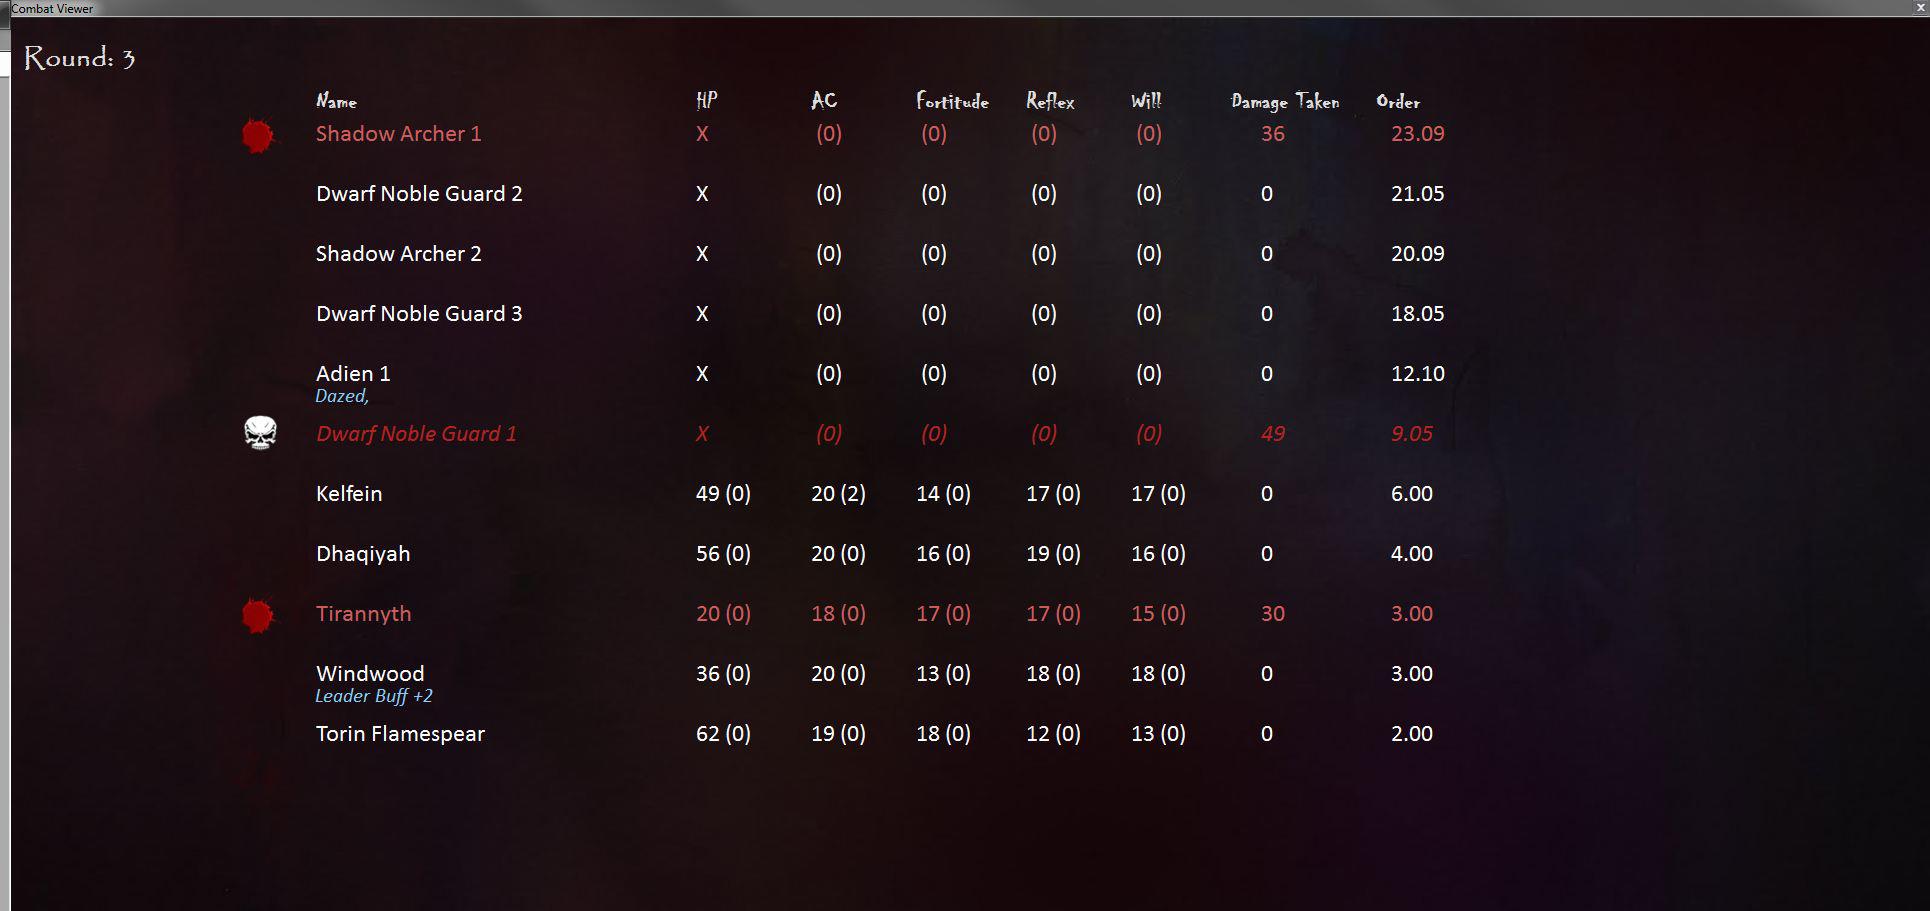 Combat Viewer
Round: 3
Name HP AC Fortitude Reflex Will Damage Taken Order
Shadow Archer 1 X (0) (0) (0) (0) 36 23.09
Dwarf Noble Guard 2 X (0) (0) (0) (0) 0 21.05
Shadow Archer 2 X (0) (0) (0) (0) 0 20.09
Dwarf Noble Guard 3 X (0) (0) (0) (0) 0 18.05
Adien 1 X (0) (0) (0) (0) 0 12.10
Dazed,
Dwarf Noble Guard 1 X (0) (0) (0) (0) 49 9.05
Kelfein 49 (0) 20 (2) 14 (0) 17 (0) 17 (0) 0 6.00
Dhaqiyah 56 (0) 20 (0) 16 (0) 19 (0) 16 (0) 0 4.00
Tirannyth 20 (0) 18 (0) 17 (0) 17 (0) 15 (0) 30 3.00
Windwood 36 (0) 20 (0) 13 (0) 18 (0) 18 (0) 0 3.00
Leader Buff +2
Torin Flamespear 62 (0) 19 (0) 18 (0) 12 (0) 13 (0) 0 2.00